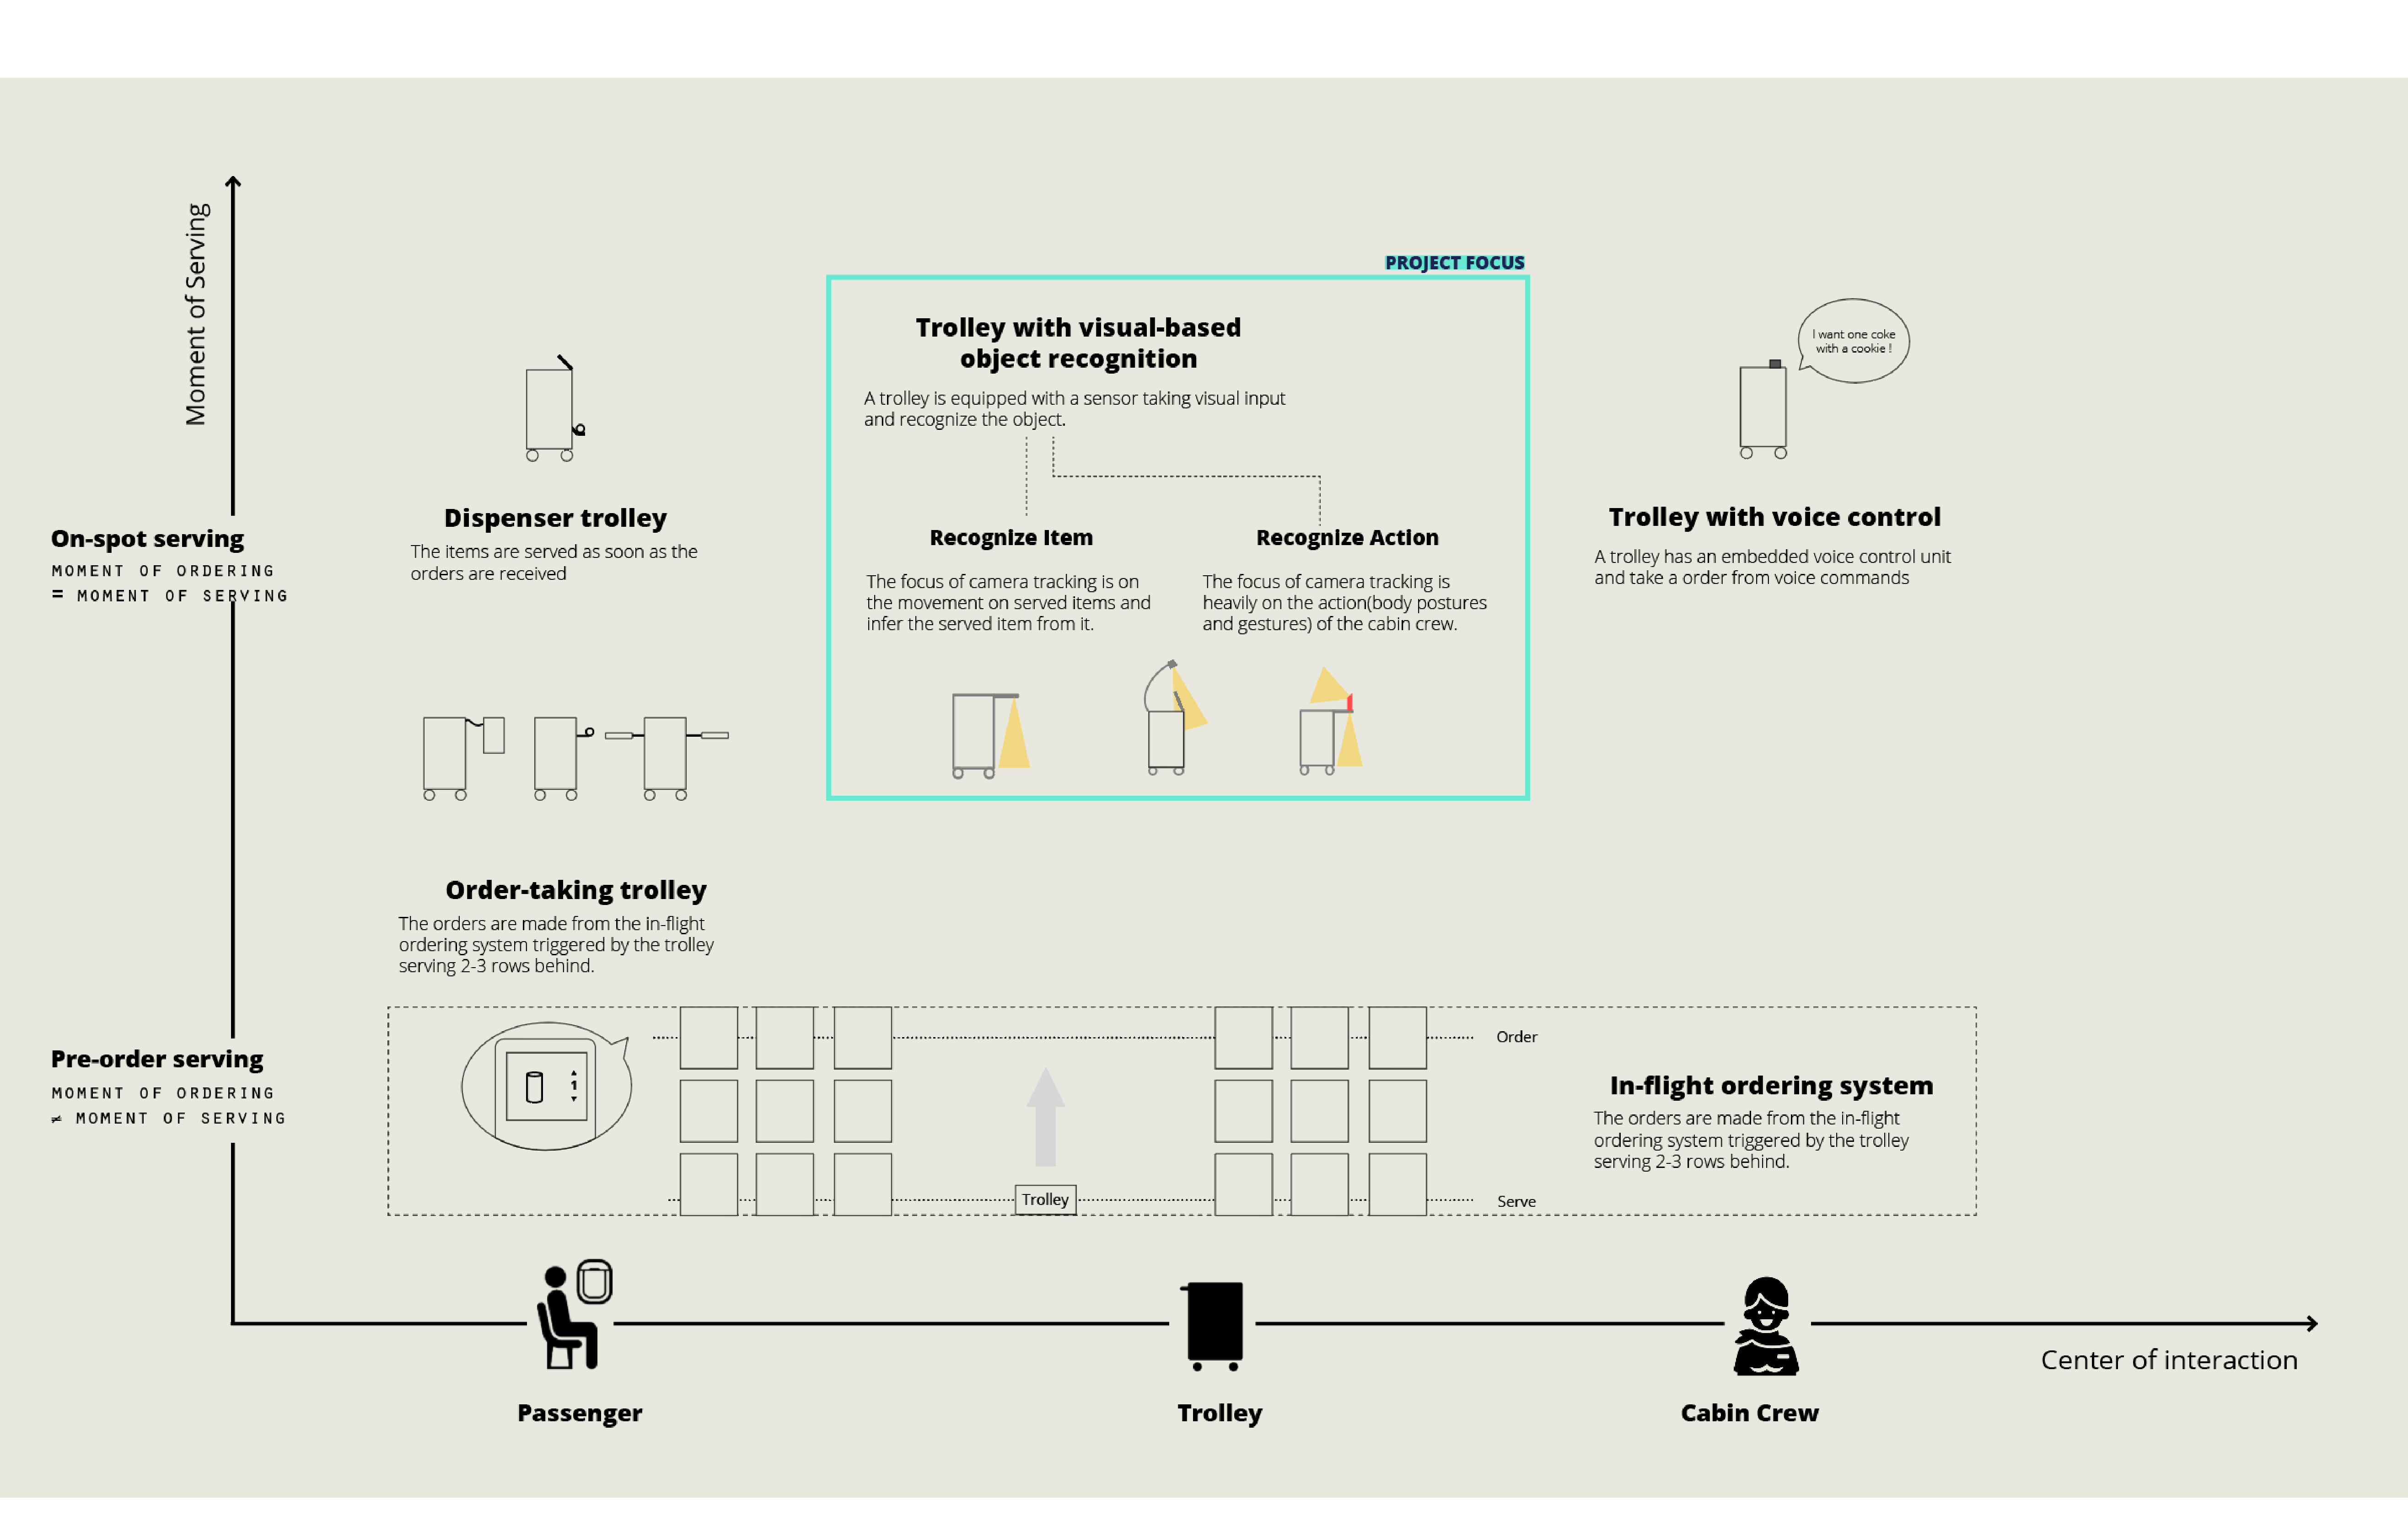 Moment of Serving
PROJECT FOCUS
Trolley with visual-based
object recognition
A trolley is equipped with a sensor taking visual input
and recognize the object.
I want one coke
with a cookie !
On-spot serving
MOMENT OF ORDERING
= MOMENT OF SERVING
Dispenser trolley
The items are served as soon as the
orders are received
Recognize Item
The focus of camera tracking is on
the movement on served items and
infer the served item from it.
Recognize Action
The focus of camera tracking is
heavily on the action(body postures
and gestures) of the cabin crew.
Trolley with voice control
A trolley has an embedded voice control unit
and take a order from voice commands
Order-taking trolley
The orders are made from the in-flight
ordering system triggered by the trolley
serving 2-3 rows behind.
Pre-order serving
MOMENT OF ORDERING
≠ MOMENT OF SERVING
1
Order
Trolley
Serve
In-flight ordering system
The orders are made from the in-flight
ordering system triggered by the trolley
serving 2-3 rows behind.
Center of interaction
Passenger
Trolley
Cabin Crew